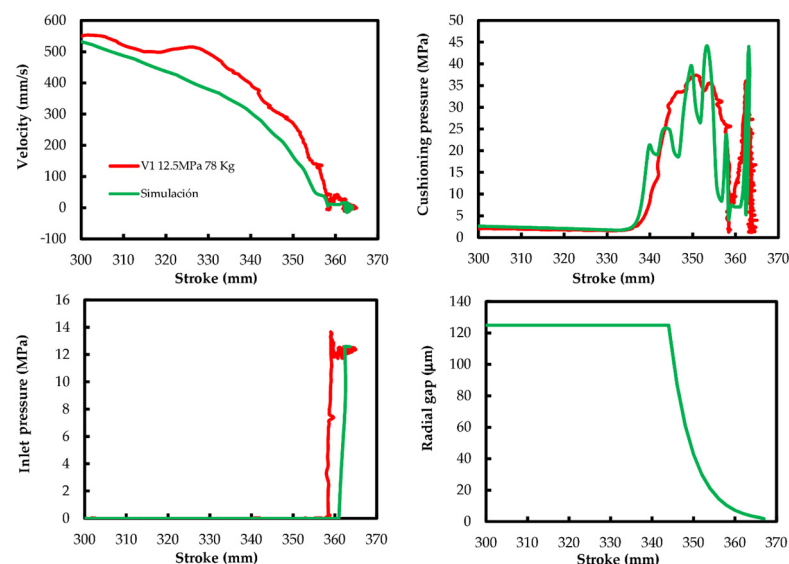 600
500
400
300
200
100
0
-100
Velocity (mm/s)
V1 12.5MPa 78 Kg
Simulación
300 310 320 330 340 350 360 370
Stroke (mm)
50
45
40
35
30
25
20
15
10
5
0
Cushioning pressure (MPa)
300 310 320 330 340 350 360 370
Stroke (mm)
16
14
12
10
8
6
4
2
0
Inlet pressure (MPa)
300 310 320 330 340 350 360 370
Stroke (mm)
140
120
100
80
60
40
20
0
Radial gap (μm)
300 310 320 330 340 350 360 370
Stroke (mm)